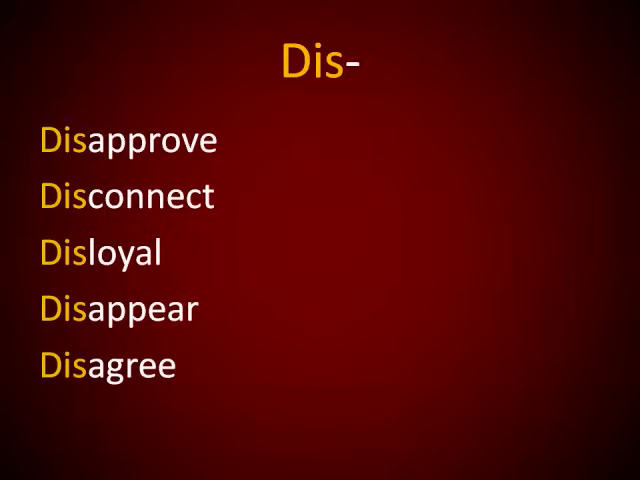 Dis-
Disapprove
Disconnect
Disloyal
Disappear
Disagree